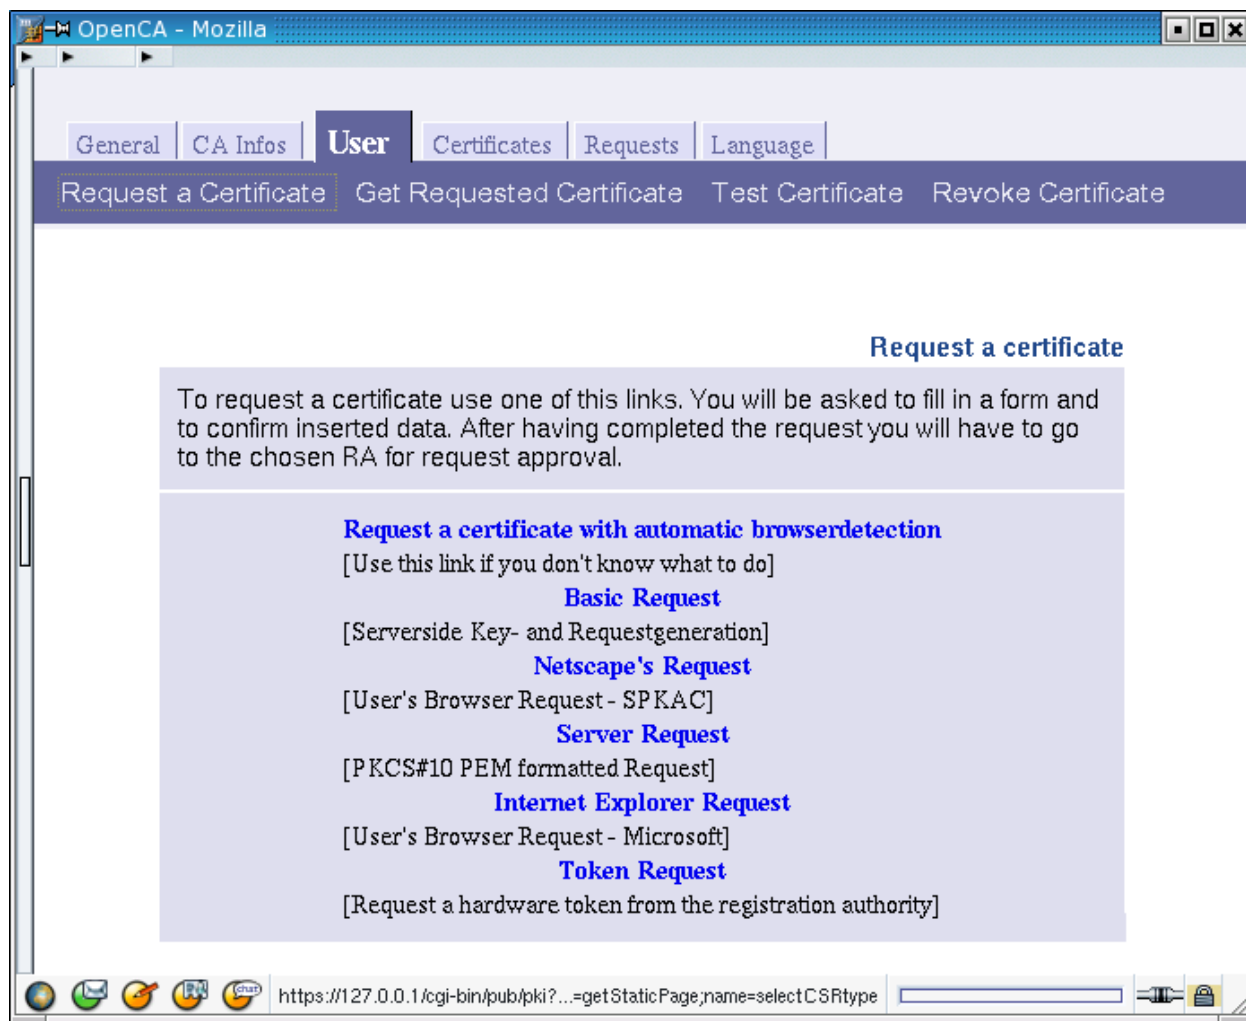 OpenCA - Mozilla
General CA Infos User Certificates Requests Language
Request a Certificate Get Requested Certificate Test Certificate Revoke Certificate
Request a certificate
To request a certificate use one of this links. You will be asked to fill in a form and
to confirm inserted data. After having completed the request you will have to go
to the chosen RA for request approval.
Request a certificate with automatic browserdetection
[Use this link if you don't know what to do]
Basic Request
[Serverside Key- and Requestgeneration]
Netscape's Request
[User's Browser Request - SPKAC]
Server Request
[PKCS#10 PEM formatted Request]
Internet Explorer Request
[User's Browser Request - Microsoft]
Token Request
[Request a hardware token from the registration authority]
chat https://127.0.0.1/cgi-bin/pub/pki?...=getStaticPage;name=selectCSRtype